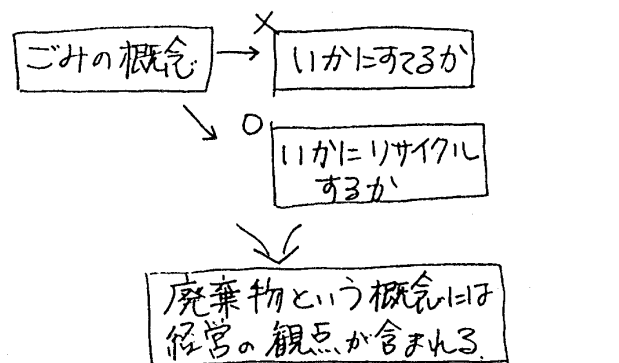 ごみの概念
×
いかにすてるか
○
いかにリサイクル
するか
廃棄物という概念には
経営の観点が含まれる